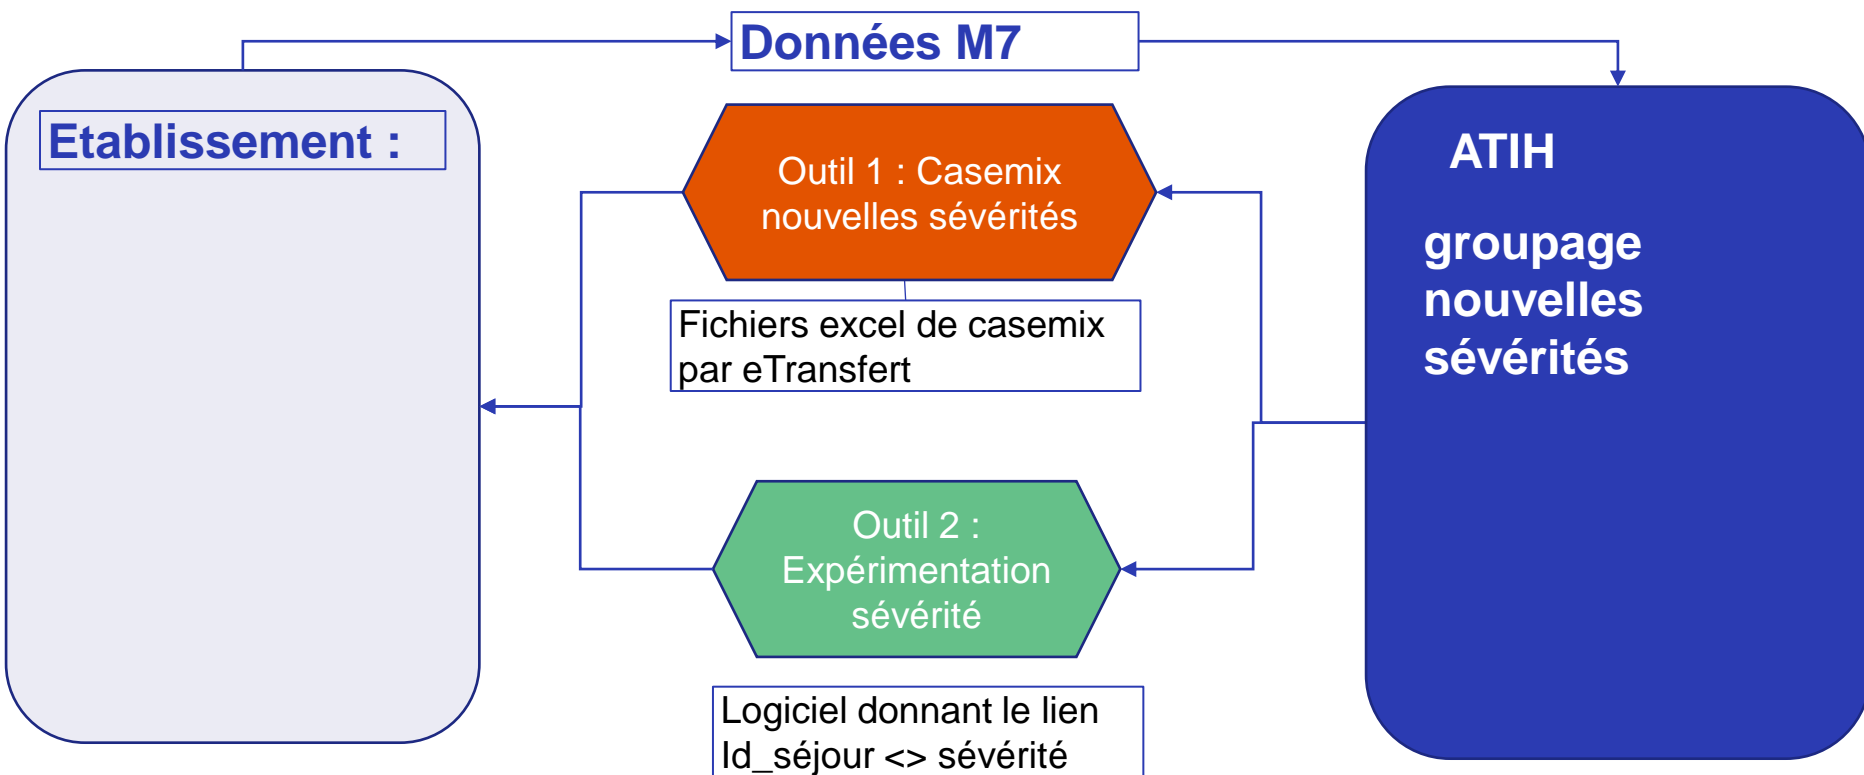 Données M7
Etablissement :
Outil 1 : Casemix
nouvelles sévérités
Fichiers excel de casemix
par eTransfert
Outil 2 :
Expérimentation
sévérité
Logiciel donnant le lien
Id_séjour <> sévérité
ATIH
groupage
nouvelles
sévérités